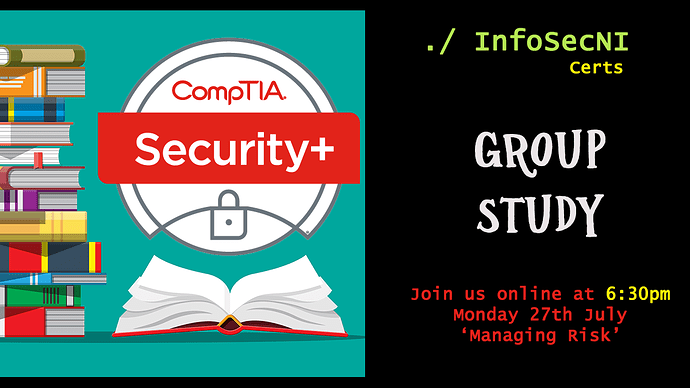 CompTIA.
Security+
./ InfoSecNI
Certs
GROUP
STUDY
Join us online at 6:30pm
Monday 27th July
‘Managing Risk’